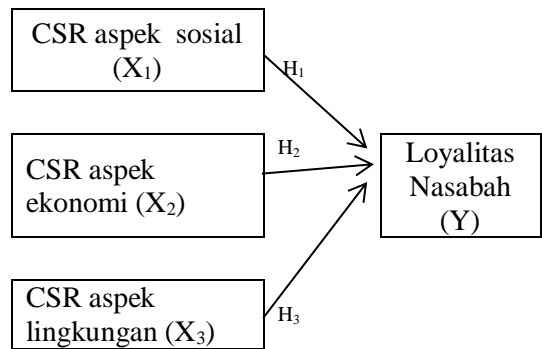 CSR aspek sosial
(X₁)
H₁
CSR aspek
ekonomi (X₂)
H₂
Loyalitas
Nasabah
(Y)
CSR aspek
lingkungan (X₃)
H₃